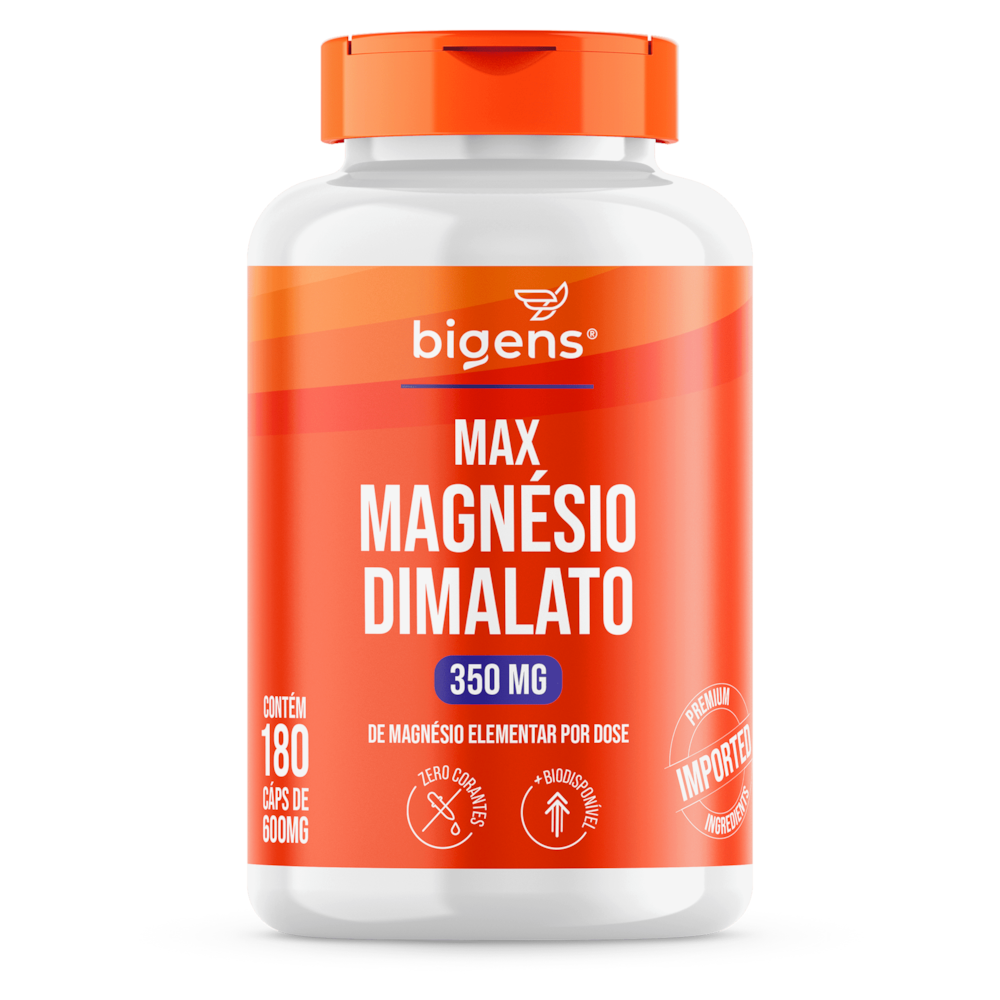 bigens®
MAX
MAGNÉSIO
DIMALATO
350 MG
DE MAGNÉSIO ELEMENTAR POR DOSE
CONTÉM
180
CÁPS DE
600MG
ZERO CORANTES
+BIODISPONÍVEL
PREMIUM
IMPORTED
INGREDIENTS